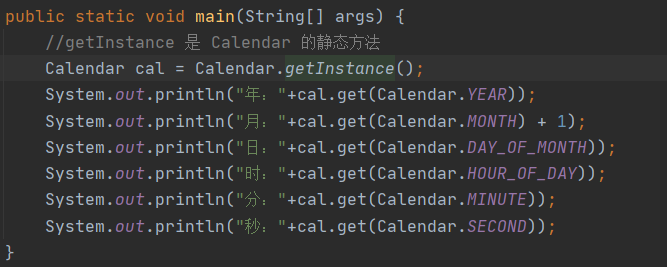 public static void main(String[] args) {
//getInstance 是 Calendar 的静态方法
Calendar cal = Calendar.getInstance();
System.out.println("年："+cal.get(Calendar.YEAR));
System.out.println("月："+cal.get(Calendar.MONTH) + 1);
System.out.println("日："+cal.get(Calendar.DAY_OF_MONTH));
System.out.println("时："+cal.get(Calendar.HOUR_OF_DAY));
System.out.println("分："+cal.get(Calendar.MINUTE));
System.out.println("秒："+cal.get(Calendar.SECOND));
}